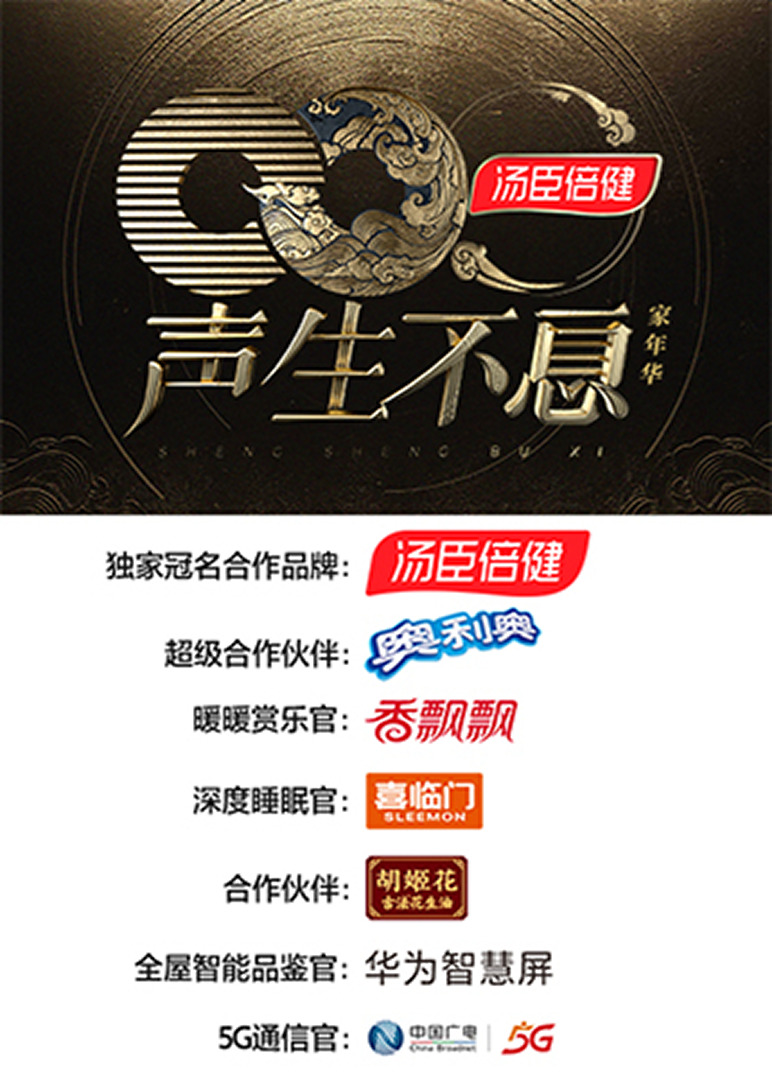 汤臣倍健
声生不息
家年华
SHENG SHENG BU XI
独家冠名合作品牌：汤臣倍健
超级合作伙伴：奥利奥
暖暖赏乐官：香飘飘
深度睡眠官：喜临门
SLEEMON
合作伙伴：胡姬花
古法花生油
全屋智能品鉴官：华为智慧屏
5G通信官：中国广电 5G
China Broadnet